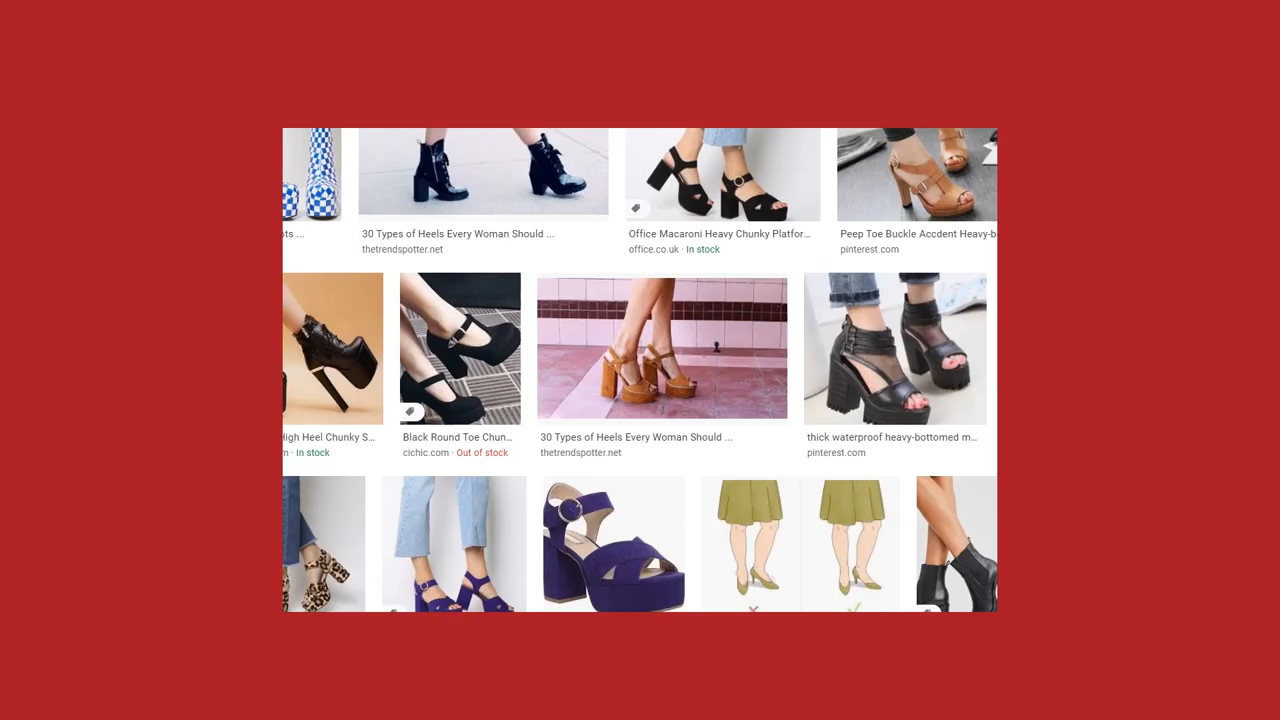 ots ...
30 Types of Heels Every Woman Should ...
thetrendspotter.net
Office Macaroni Heavy Chunky Platfor...
office.co.uk · In stock
Peep Toe Buckle Accdent Heavy-b
pinterest.com
High Heel Chunky S...
m · In stock
Black Round Toe Chun...
cichic.com · Out of stock
30 Types of Heels Every Woman Should ...
thetrendspotter.net
thick waterproof heavy-bottomed m...
pinterest.com